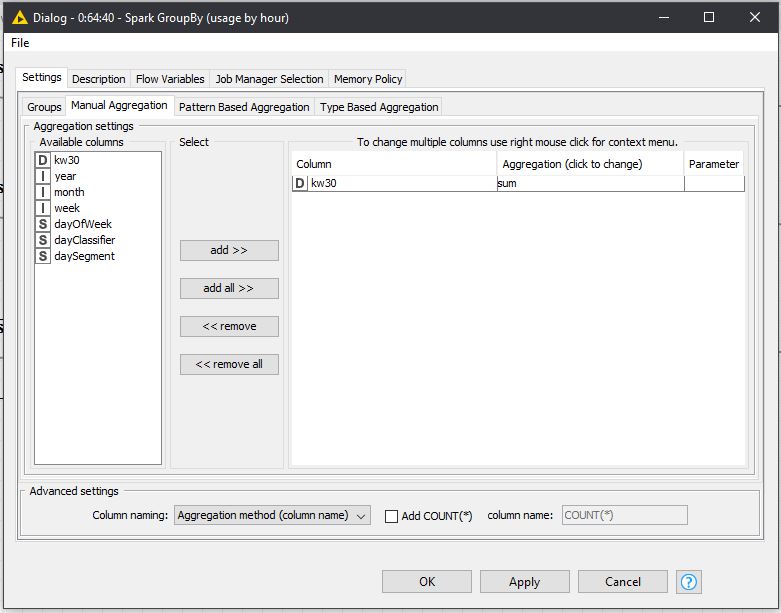 Dialog - 0:64:40 - Spark GroupBy (usage by hour)
File
Settings Description Flow Variables Job Manager Selection Memory Policy
Groups Manual Aggregation Pattern Based Aggregation Type Based Aggregation
Aggregation settings
Available columns
D kw30
I year
I month
I week
S dayOfWeek
S dayClassifier
S daySegment
Select
add >>
add all >>
<< remove
<< remove all
To change multiple columns use right mouse click for context menu.
Column Aggregation (click to change) Parameter
D kw30 sum
Advanced settings
Column naming: Aggregation method (column name) Add COUNT(*) column name: COUNT(*)
OK Apply Cancel ?